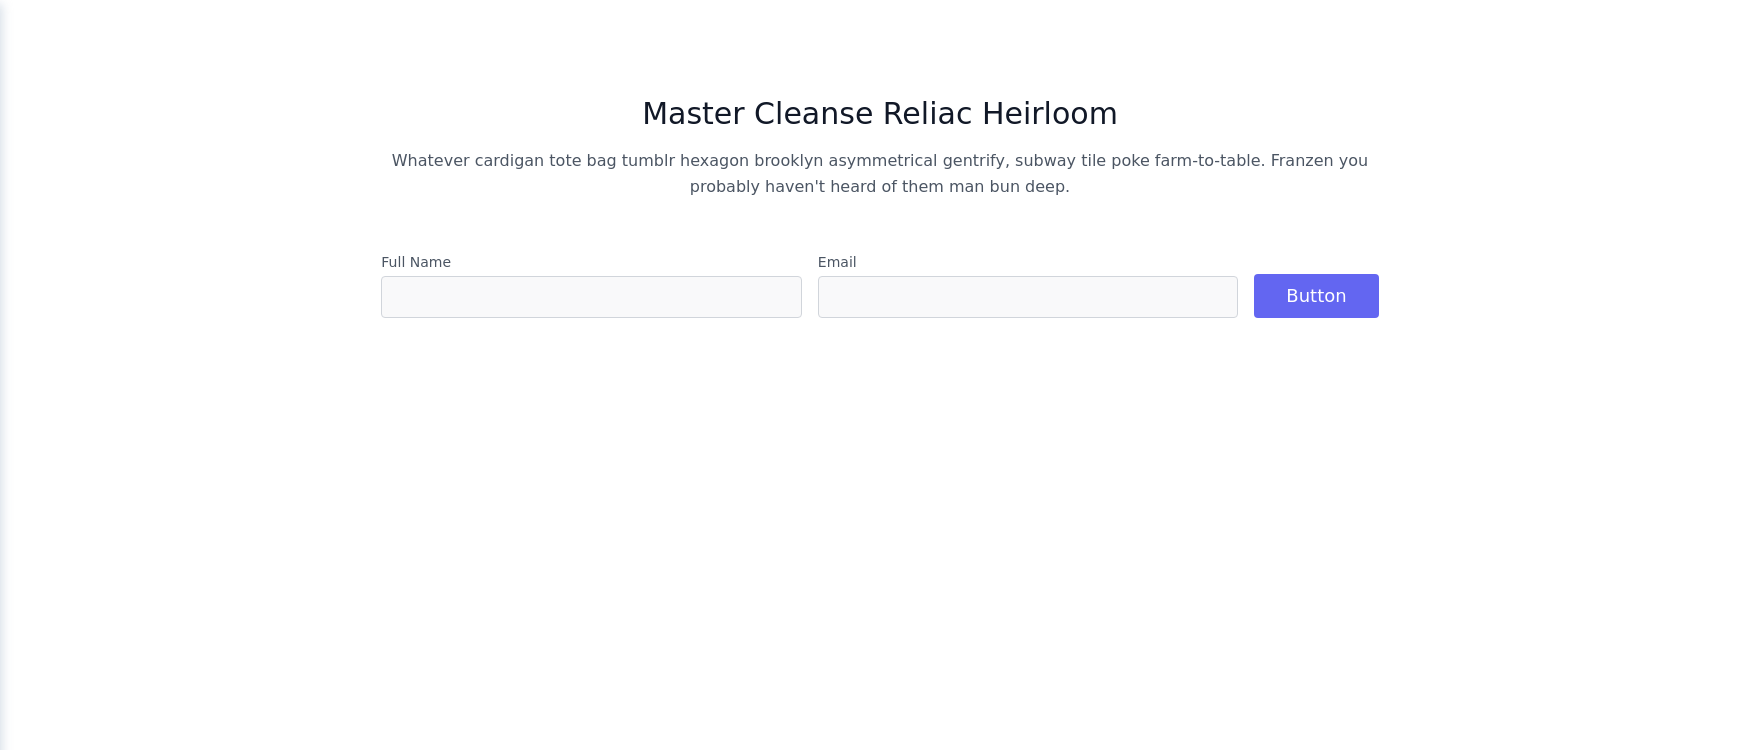 Master Cleanse Reliac Heirloom
Whatever cardigan tote bag tumblr hexagon brooklyn asymmetrical gentrify, subway tile poke farm-to-table. Franzen you
probably haven't heard of them man bun deep.
Full Name
Email
Button